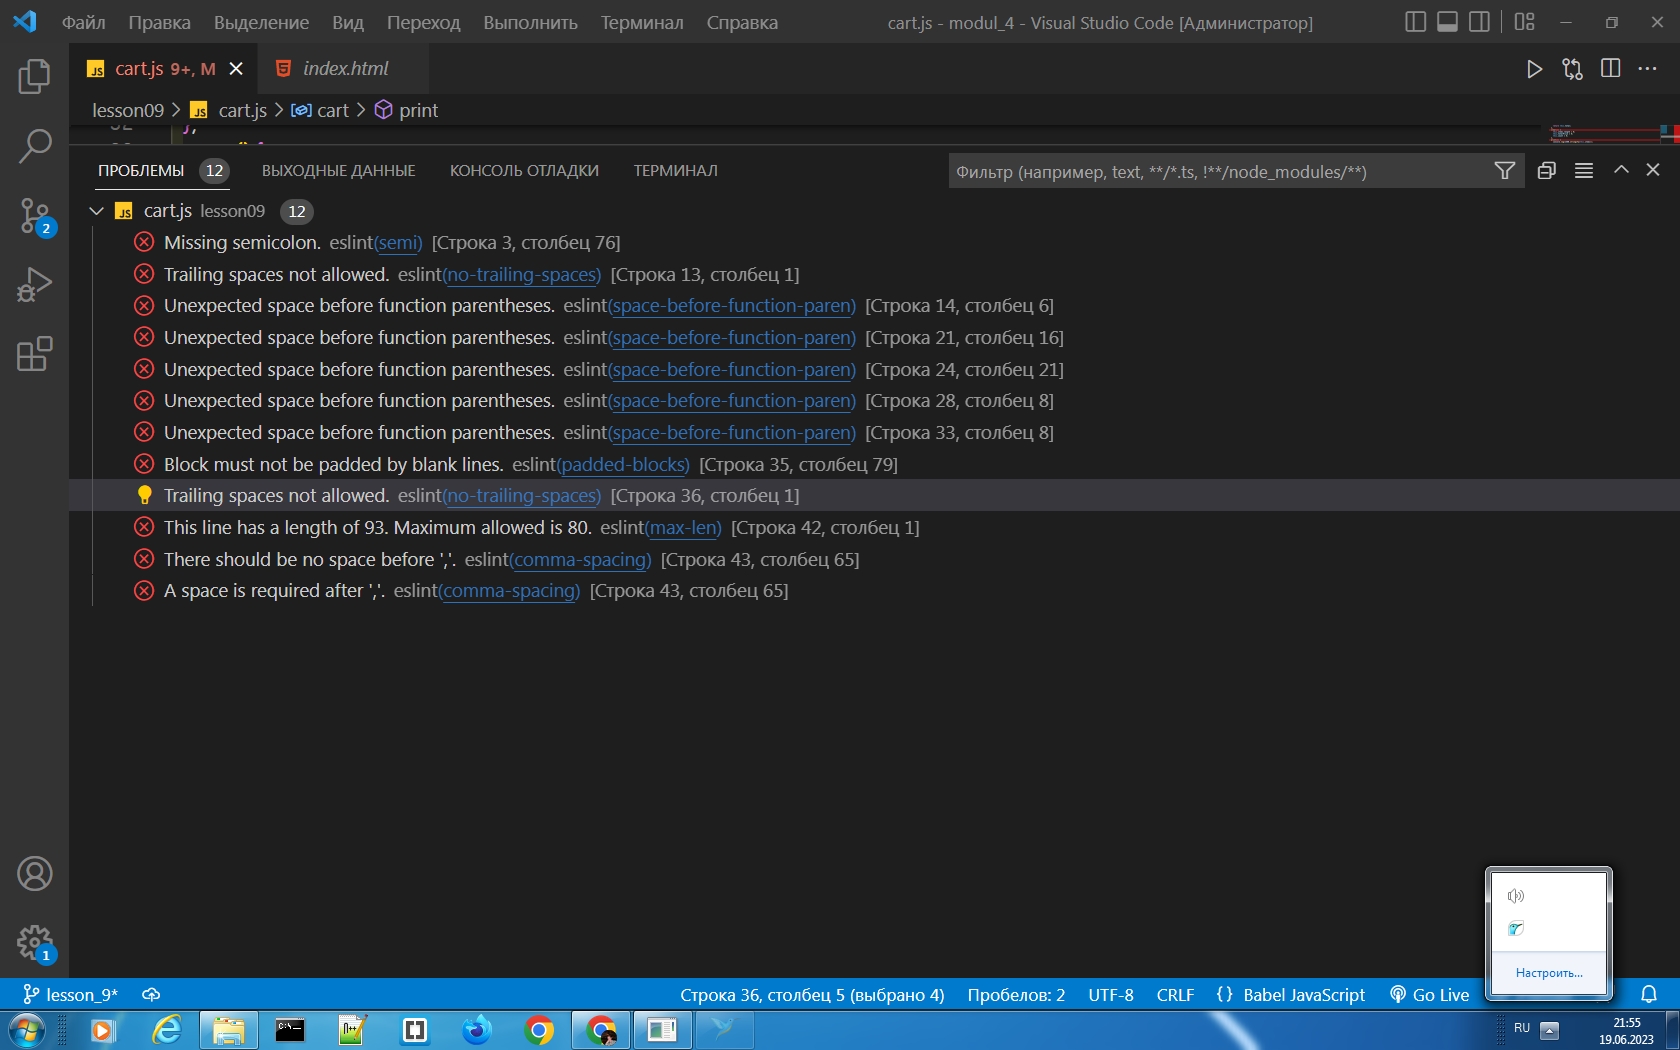 Файл Правка Выделение Вид Переход Выполнить Терминал Справка cart.js - modul_4 - Visual Studio Code [Администратор]
JS cart.js 9+, M index.html
lesson09 > JS cart.js > cart > print
ПРОБЛЕМЫ 12 ВЫХОДНЫЕ ДАННЫЕ КОНСОЛЬ ОТЛАДКИ ТЕРМИНАЛ Фильтр (например, text, **/*.ts, !**/node_modules/**)
JS cart.js lesson09 12
Missing semicolon. eslint(semi) [Строка 3, столбец 76]
Trailing spaces not allowed. eslint(no-trailing-spaces) [Строка 13, столбец 1]
Unexpected space before function parentheses. eslint(space-before-function-paren) [Строка 14, столбец 6]
Unexpected space before function parentheses. eslint(space-before-function-paren) [Строка 21, столбец 16]
Unexpected space before function parentheses. eslint(space-before-function-paren) [Строка 24, столбец 21]
Unexpected space before function parentheses. eslint(space-before-function-paren) [Строка 28, столбец 8]
Unexpected space before function parentheses. eslint(space-before-function-paren) [Строка 33, столбец 8]
Block must not be padded by blank lines. eslint(padded-blocks) [Строка 35, столбец 79]
Trailing spaces not allowed. eslint(no-trailing-spaces) [Строка 36, столбец 1]
This line has a length of 93. Maximum allowed is 80. eslint(max-len) [Строка 42, столбец 1]
There should be no space before ','. eslint(comma-spacing) [Строка 43, столбец 65]
A space is required after ','. eslint(comma-spacing) [Строка 43, столбец 65]
2
1
Настроить...
lesson_9* Строка 36, столбец 5 (выбрано 4) Пробелов: 2 UTF-8 CRLF {} Babel JavaScript Go Live
RU 21:55
19.06.2023